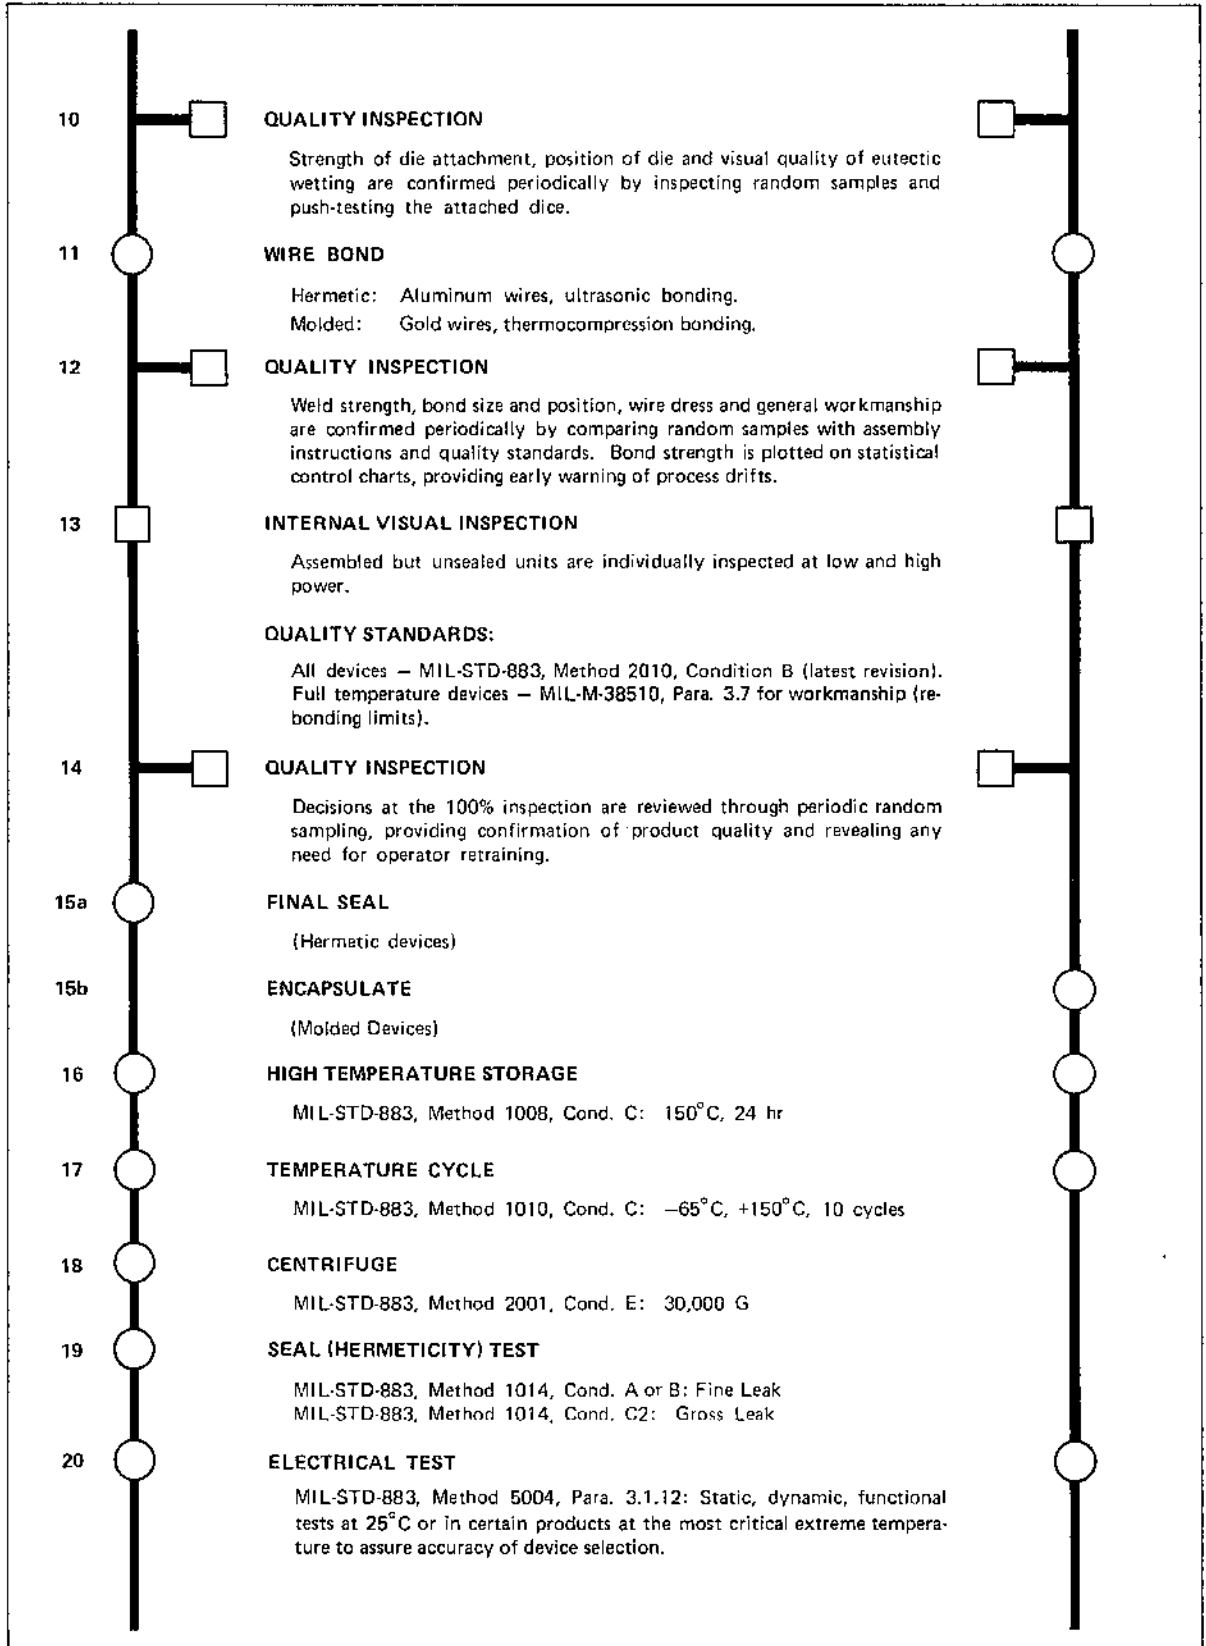 10 QUALITY INSPECTION
Strength of die attachment, position of die and visual quality of eutectic
wetting are confirmed periodically by inspecting random samples and
push-testing the attached dice.
11 WIRE BOND
Hermetic: Aluminum wires, ultrasonic bonding.
Molded: Gold wires, thermocompression bonding.
12 QUALITY INSPECTION
Weld strength, bond size and position, wire dress and general workmanship
are confirmed periodically by comparing random samples with assembly
instructions and quality standards. Bond strength is plotted on statistical
control charts, providing early warning of process drifts.
13 INTERNAL VISUAL INSPECTION
Assembled but unsealed units are individually inspected at low and high
power.
QUALITY STANDARDS:
All devices — MIL-STD-883, Method 2010, Condition B (latest revision).
Full temperature devices — MIL-M-38510, Para. 3.7 for workmanship (re-
bonding limits).
14 QUALITY INSPECTION
Decisions at the 100% inspection are reviewed through periodic random
sampling, providing confirmation of product quality and revealing any
need for operator retraining.
15a FINAL SEAL
(Hermetic devices)
15b ENCAPSULATE
(Molded Devices)
16 HIGH TEMPERATURE STORAGE
MIL-STD-883, Method 1008, Cond. C: 150°C, 24 hr
17 TEMPERATURE CYCLE
MIL-STD-883, Method 1010, Cond. C: —65°C, +150°C, 10 cycles
18 CENTRIFUGE
MIL-STD-883, Method 2001, Cond. E: 30,000 G
19 SEAL (HERMETICITY) TEST
MIL-STD-883, Method 1014, Cond. A or B: Fine Leak
MIL-STD-883, Method 1014, Cond. C2: Gross Leak
20 ELECTRICAL TEST
MIL-STD-883, Method 5004, Para. 3.1.12: Static, dynamic, functional
tests at 25°C or in certain products at the most critical extreme tempera-
ture to assure accuracy of device selection.